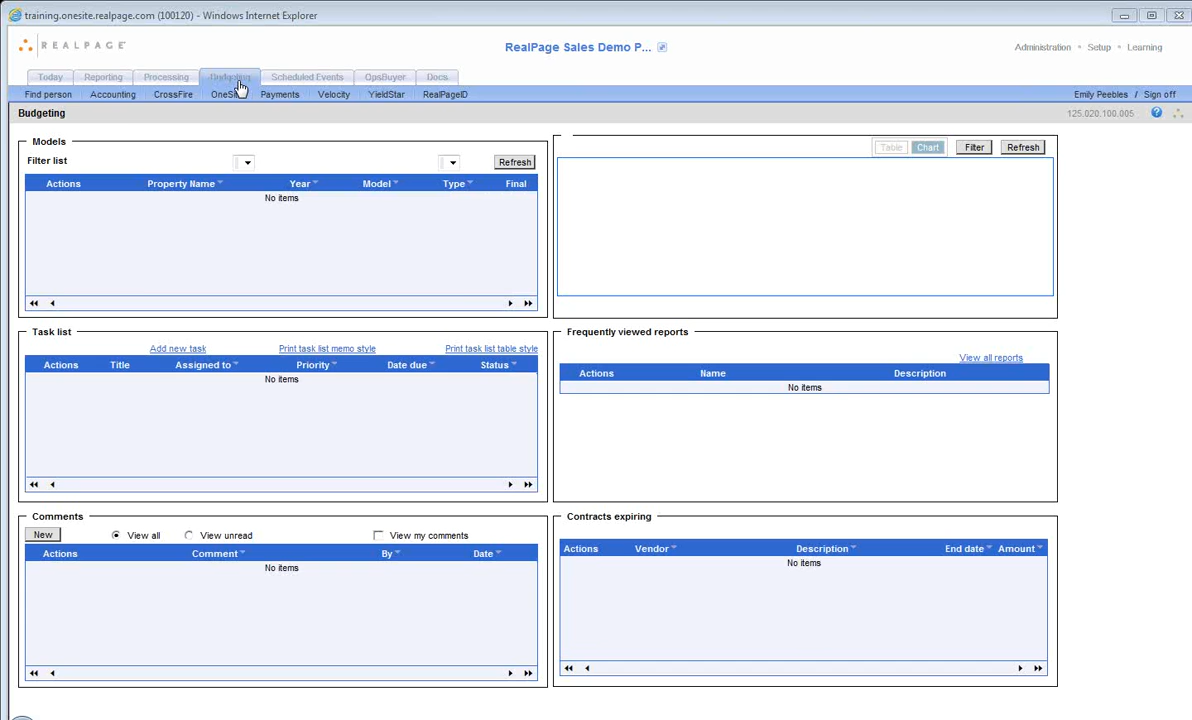 training.onesite.realpage.com (100120) - Windows Internet Explorer
REALPAGE
RealPage Sales Demo P...
Administration • Setup • Learning
Today Reporting Processing Budgeting Scheduled Events OpsBuyer Docs
Find person Accounting CrossFire OneSite Payments Velocity YieldStar RealPageID Emily Peebles / Sign off
Budgeting 125.020.100.005
Models
Filter list Refresh
Actions Property Name Year Model Type Final
No items
Table Chart Filter Refresh
Task list
Add new task Print task list memo style Print task list table style
Actions Title Assigned to Priority Date due Status
No items
Frequently viewed reports
View all reports
Actions Name Description
No items
Comments
New View all View unread View my comments
Actions Comment By Date
No items
Contracts expiring
Actions Vendor Description End date Amount
No items